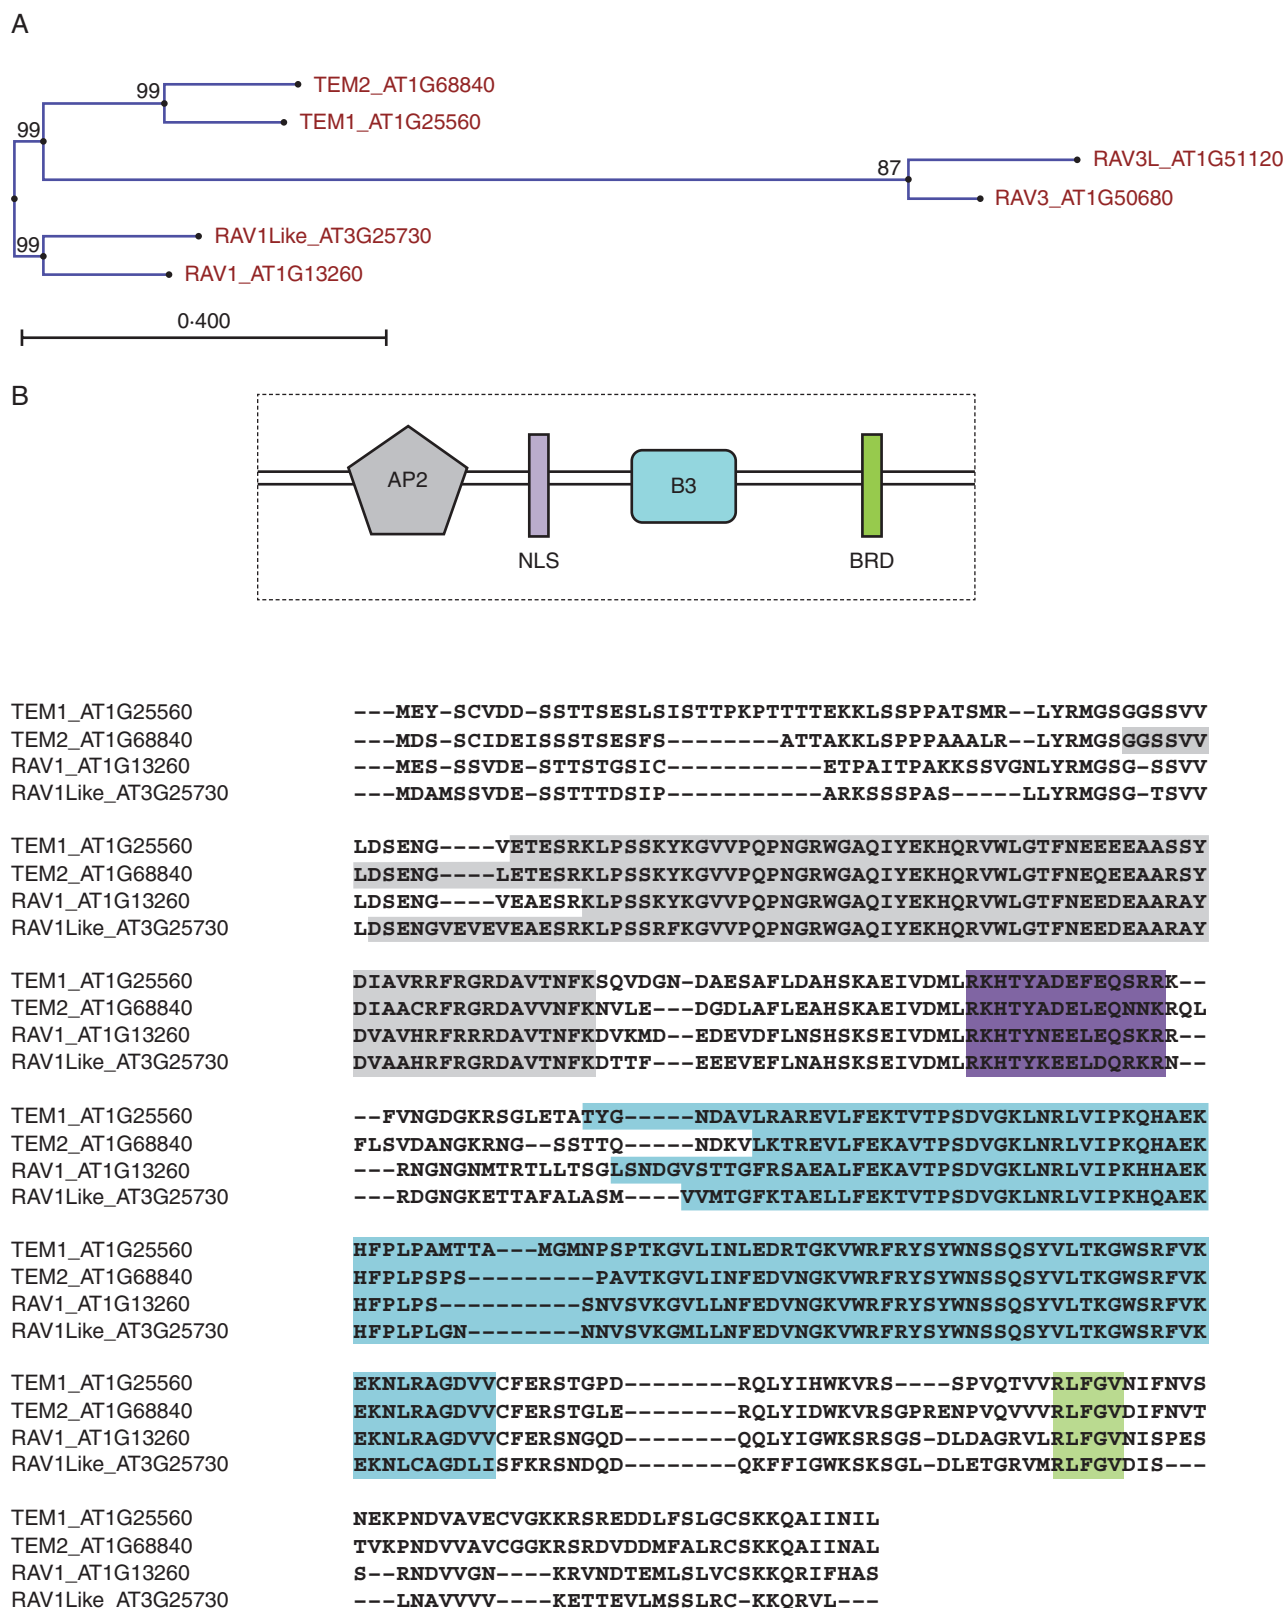 A
99 TEM2_AT1G68840
TEM1_AT1G25560
99
87 RAV3L_AT1G51120
RAV3_AT1G50680
RAV1Like_AT3G25730
99
RAV1_AT1G13260
0·400
B
AP2
B3
NLS
BRD
TEM1_AT1G25560 ---MEY-SCVDD-SSTTSESLSISTTPKPTTTTEKKLSSPPATSMR--LYRMGSGGSSVV
TEM2_AT1G68840 ---MDS-SCIDEISSSTSESFS--------ATTAKKLSPPPAAALR--LYRMGSGGSSVV
RAV1_AT1G13260 ---MES-SSVDE-STTSTGSIC-----------ETPAITPAKKSSVGNLYRMGSG-SSVV
RAV1Like_AT3G25730 ---MDAMSSVDE-SSTTTDSIP-----------ARKSSSPAS-----LLYRMGSG-TSVV
TEM1_AT1G25560 LDSENG----VETESRKLPSSKYKGVVPQPNGRWGAQIYEKHQRVWLGTFNEEEEAASSY
TEM2_AT1G68840 LDSENG----LETESRKLPSSKYKGVVPQPNGRWGAQIYEKHQRVWLGTFNEQEEAARSY
RAV1_AT1G13260 LDSENG----VEAESRKLPSSKYKGVVPQPNGRWGAQIYEKHQRVWLGTFNEEDEAARAY
RAV1Like_AT3G25730 LDSENGVEVEVEAESRKLPSSRFKGVVPQPNGRWGAQIYEKHQRVWLGTFNEEDEAARAY
TEM1_AT1G25560 DIAVRRFRGRDAVTNFKSQVDGN-DAESAFLDAHSKAEIVDMLRKHTYADEFEQSRRK--
TEM2_AT1G68840 DIAACRFRGRDAVVNFKNVLE---DGDLAFLEAHSKAEIVDMLRKHTYADELEQNNKRQL
RAV1_AT1G13260 DVAVHRFRRRDAVTNFKDVKMD--EDEVDFLNSHSKSEIVDMLRKHTYNEELEQSKRR--
RAV1Like_AT3G25730 DVAAHRFRGRDAVTNFKDTTF---EEEVEFLNAHSKSEIVDMLRKHTYKEELDQRKRN--
TEM1_AT1G25560 --FVNGDGKRSGLETATYG-----NDAVLRAREVLFEKTVTPSDVGKLNRLVIPKQHAEK
TEM2_AT1G68840 FLSVDANGKRNG--SSTTQ-----NDKVLKTREVLFEKAVTPSDVGKLNRLVIPKQHAEK
RAV1_AT1G13260 ---RNGNGNMTRTLLTSGLSNDGVSTTGFRSAEALFEKAVTPSDVGKLNRLVIPKHHAEK
RAV1Like_AT3G25730 ---RDGNGKETTAFALASM----VVMTGFKTAELLFEKTVTPSDVGKLNRLVIPKHQAEK
TEM1_AT1G25560 HFPLPAMTTA---MGMNPSPTKGVLINLEDRTGKVWRFRYSYWNSSQSYVLTKGWSRFVK
TEM2_AT1G68840 HFPLPSPS---------PAVTKGVLINFEDVNGKVWRFRYSYWNSSQSYVLTKGWSRFVK
RAV1_AT1G13260 HFPLPS----------SNVSVKGVLLNFEDVNGKVWRFRYSYWNSSQSYVLTKGWSRFVK
RAV1Like_AT3G25730 HFPLPLGN--------NNVSVKGMLLNFEDVNGKVWRFRYSYWNSSQSYVLTKGWSRFVK
TEM1_AT1G25560 EKNLRAGDVVCFERSTGPD--------RQLYIHWKVRS----SPVQTVVRLFGVNIFNVS
TEM2_AT1G68840 EKNLRAGDVVCFERSTGLE--------RQLYIDWKVRSGPRENPVQVVVRLFGVDIFNVT
RAV1_AT1G13260 EKNLRAGDVVCFERSNGQD--------QQLYIGWKSRSGS-DLDAGRVLRLFGVNISPES
RAV1Like_AT3G25730 EKNLCAGDLISFKRSNDQD--------QKFFIGWKSKSGL-DLETGRVMRLFGVDIS---
TEM1_AT1G25560 NEKPNDVAVECVGKKRSREDDLFSLGCSKKQAIINIL
TEM2_AT1G68840 TVKPNDVVAVCGGKKRSRDVDDMFALRCSKKQAIINAL
RAV1_AT1G13260 S--RNDVVGN----KRVNDTEMLSLVCSKKQRIFHAS
RAV1Like_AT3G25730 ---LNAVVVV----KETTEVLMSSLRC-KKQRVL---